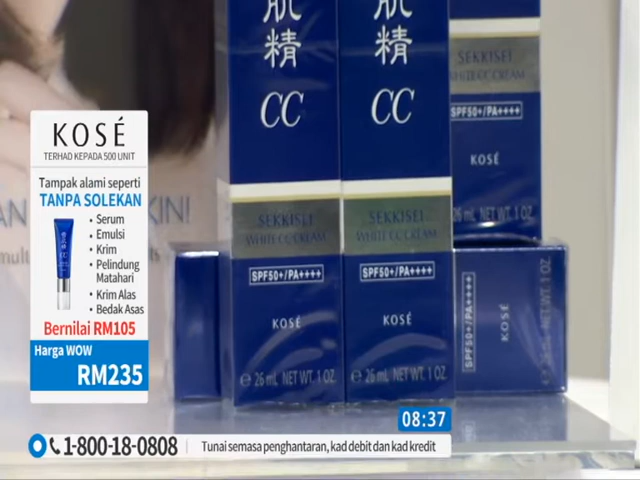 KOSÉ
TERHAD KEPADA 500 UNIT
Tampak alami seperti
TANPA SOLEKAN
• Serum
• Emulsi
• Krim
• Pelindung
Matahari
• Krim Alas
• Bedak Asas
Bernilai RM105
Harga WOW
RM235
肌
精
CC
SEKKISEI
WHITE CC CREAM
SPF50+/PA++++
KOSÉ
℮ 26 mL NET WT. 1 OZ
肌
精
CC
SEKKISEI
WHITE CC CREAM
SPF50+/PA++++
KOSÉ
℮ 26 mL NET WT. 1 OZ
SEKKISEI
WHITE CC CREAM
SPF50+/PA++++
KOSÉ
26 mL NET WT. 1 OZ
SPF50+/PA++++
KOSÉ
08:37
1-800-18-0808
Tunai semasa penghantaran, kad debit dan kad kredit